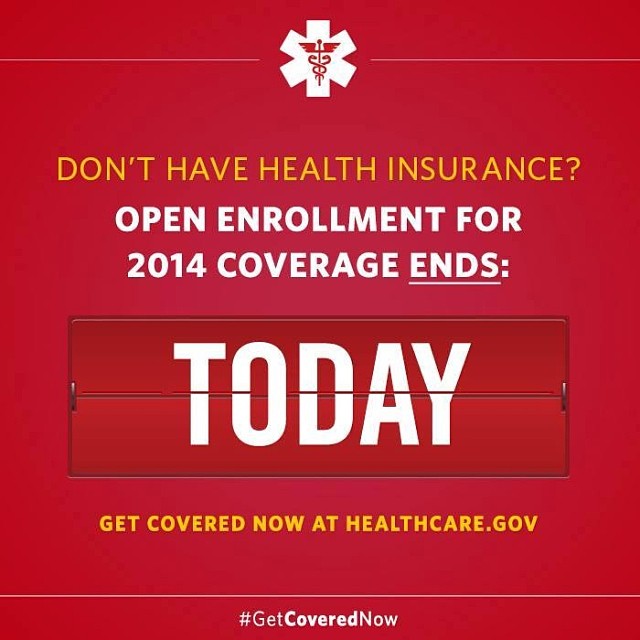 DON'T HAVE HEALTH INSURANCE?
OPEN ENROLLMENT FOR
2014 COVERAGE ENDS:
TODAY
GET COVERED NOW AT HEALTHCARE.GOV
#GetCoveredNow